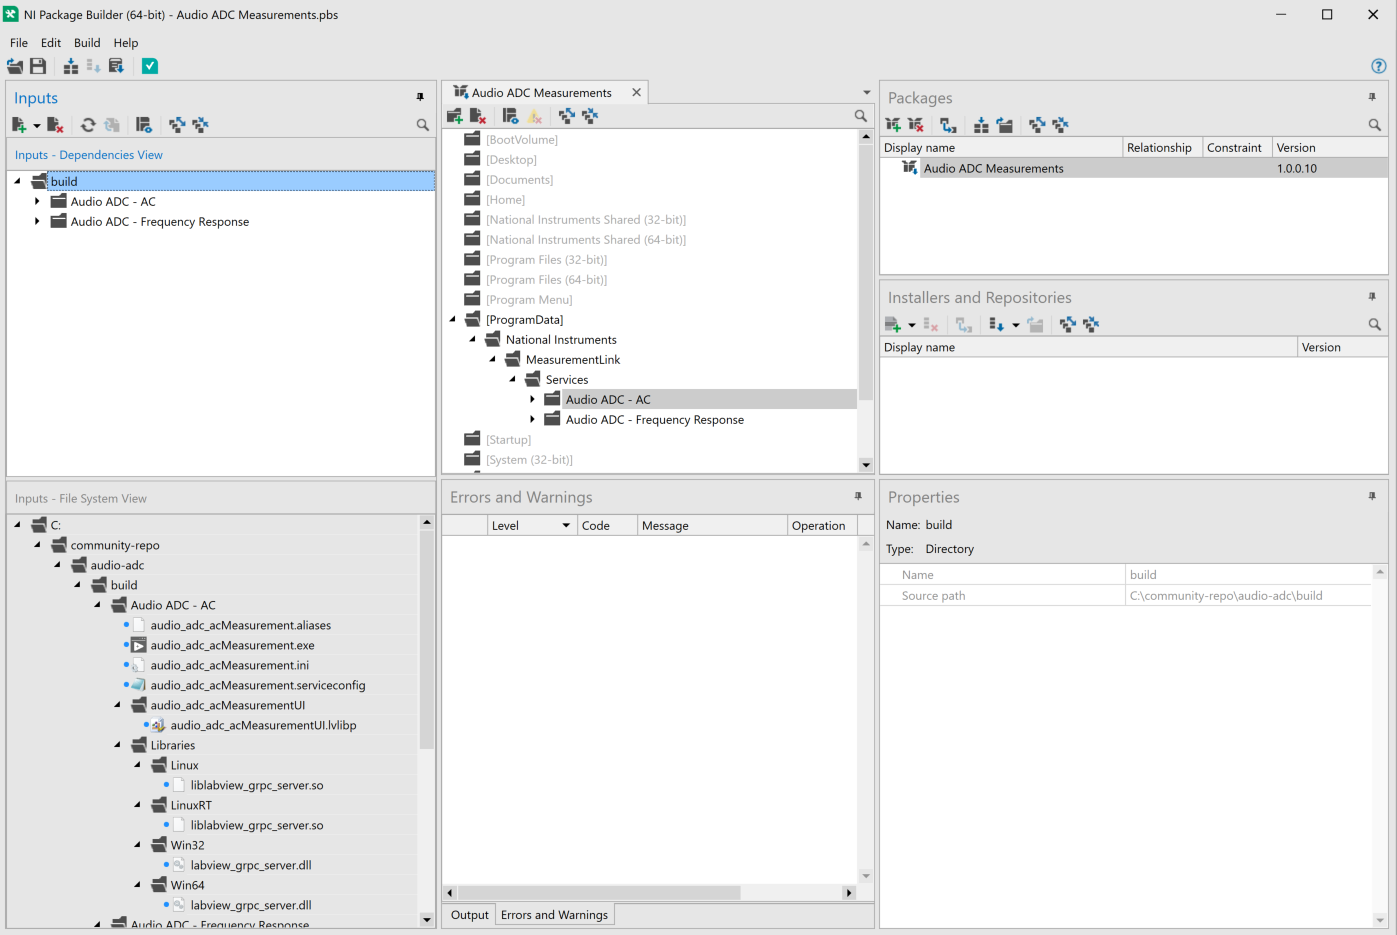 NI Package Builder (64-bit) - Audio ADC Measurements.pbs
File Edit Build Help
Inputs
Inputs - Dependencies View
build
Audio ADC - AC
Audio ADC - Frequency Response
Inputs - File System View
C:
community-repo
audio-adc
build
Audio ADC - AC
audio_adc_acMeasurement.aliases
audio_adc_acMeasurement.exe
audio_adc_acMeasurement.ini
audio_adc_acMeasurement.serviceconfig
audio_adc_acMeasurementUI
audio_adc_acMeasurementUI.lvlibp
Libraries
Linux
liblabview_grpc_server.so
LinuxRT
liblabview_grpc_server.so
Win32
labview_grpc_server.dll
Win64
labview_grpc_server.dll
Audio ADC - Frequency Response
Audio ADC Measurements
[BootVolume]
[Desktop]
[Documents]
[Home]
[National Instruments Shared (32-bit)]
[National Instruments Shared (64-bit)]
[Program Files (32-bit)]
[Program Files (64-bit)]
[Program Menu]
[ProgramData]
National Instruments
MeasurementLink
Services
Audio ADC - AC
Audio ADC - Frequency Response
[Startup]
[System (32-bit)]
Errors and Warnings
Level Code Message Operation
Output Errors and Warnings
Packages
Display name Relationship Constraint Version
Audio ADC Measurements 1.0.0.10
Installers and Repositories
Display name Version
Properties
Name: build
Type: Directory
Name build
Source path C:\community-repo\audio-adc\build